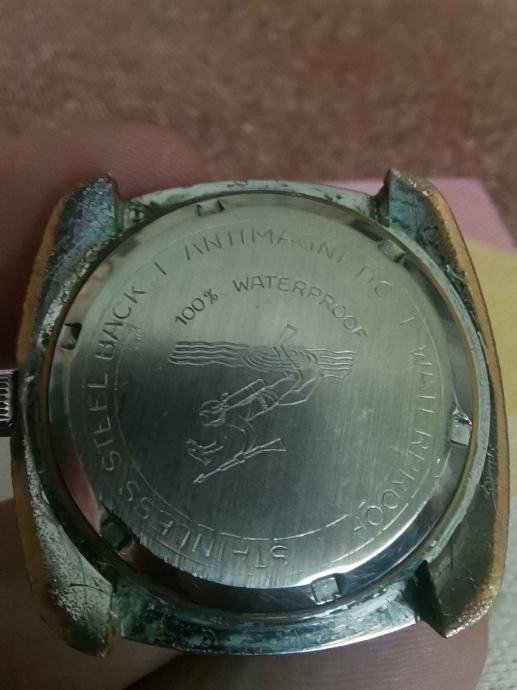 100% WATERPROOF
STAINLESS STEEL BACK | ANTIMAGNETIC | WATERPROOF